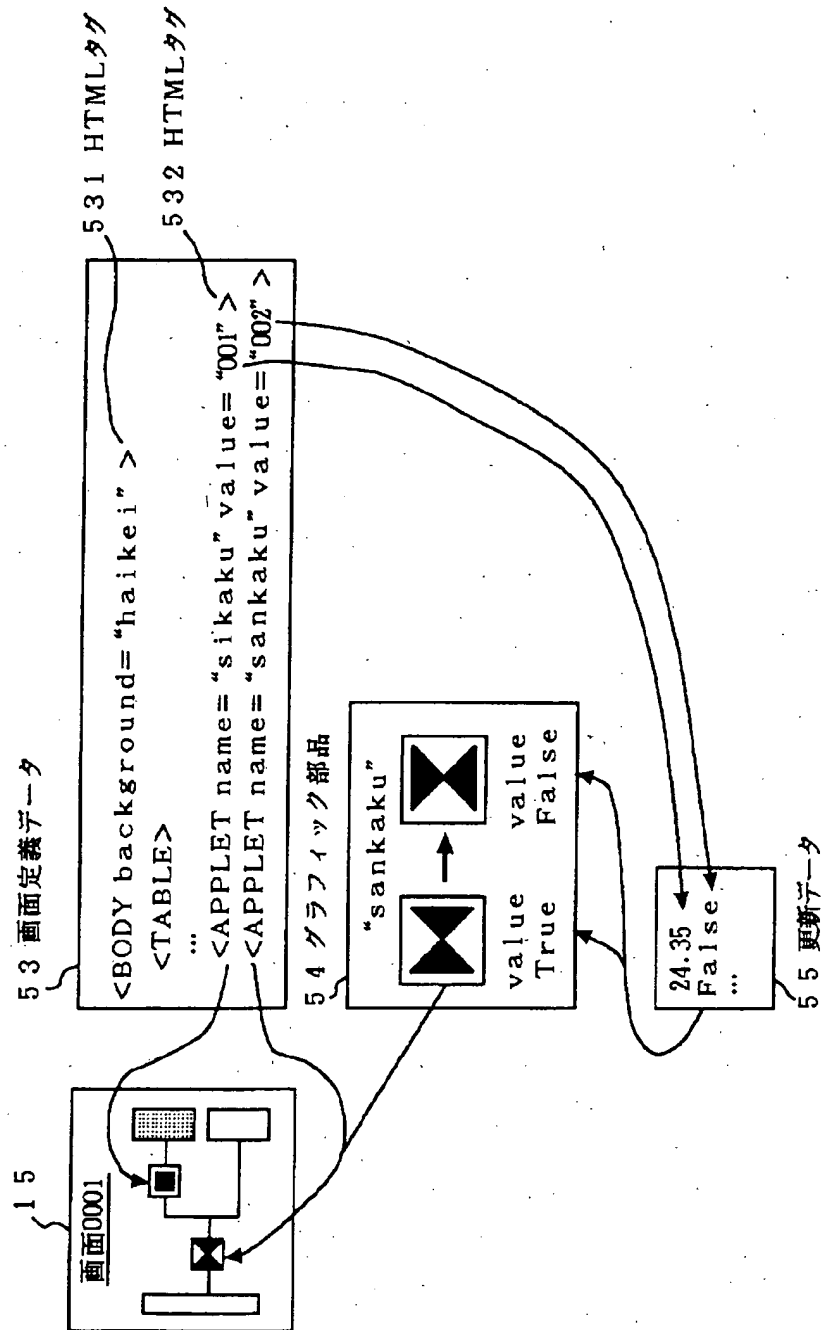 15
画面0001
53 画面定義データ
<BODY background="haikei">
<TABLE>
...
<APPLET name="sikaku" value="001">
<APPLET name="sankaku" value="002">
531 HTMLタグ
532 HTMLタグ
54 グラフィック部品
"sankaku"
value
True
value
False
24.35
False
...
55 更新データ